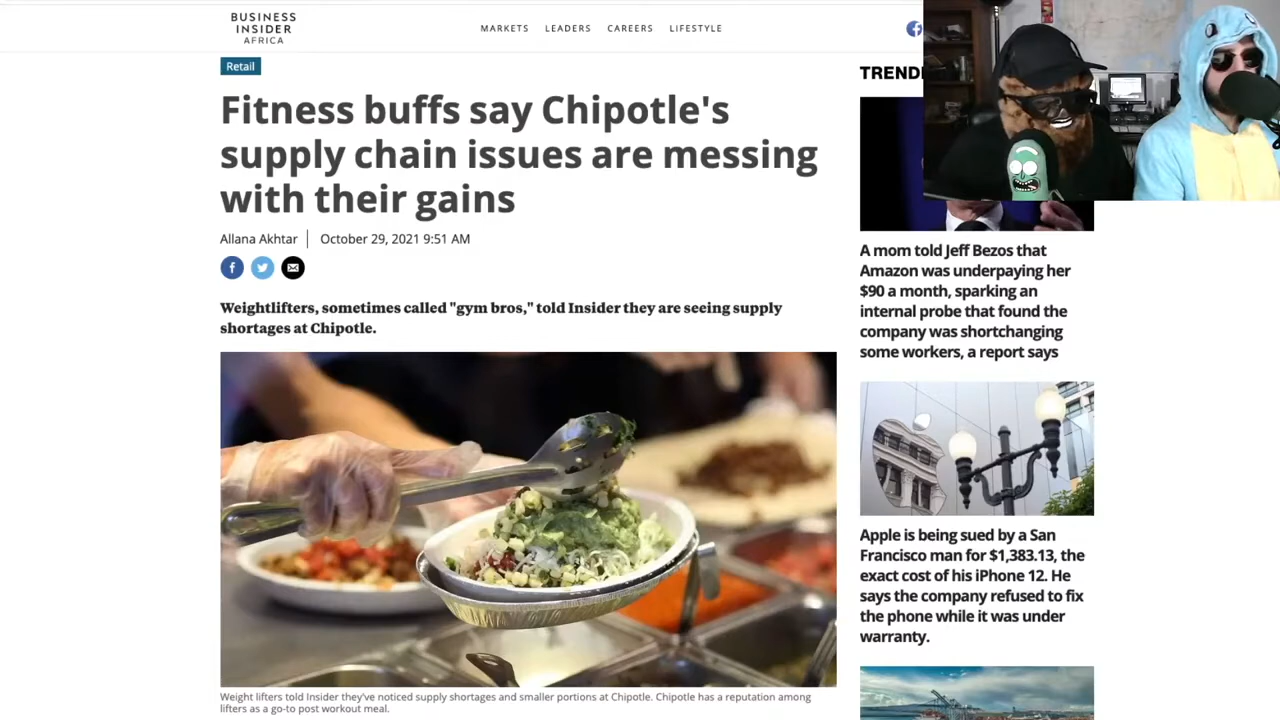 BUSINESS
INSIDER
AFRICA
MARKETS LEADERS CAREERS LIFESTYLE
Retail
Fitness buffs say Chipotle's
supply chain issues are messing
with their gains
Allana Akhtar | October 29, 2021 9:51 AM
Weightlifters, sometimes called "gym bros," told Insider they are seeing supply
shortages at Chipotle.
Weight lifters told Insider they've noticed supply shortages and smaller portions at Chipotle. Chipotle has a reputation among
lifters as a go-to post workout meal.
A mom told Jeff Bezos that
Amazon was underpaying her
$90 a month, sparking an
internal probe that found the
company was shortchanging
some workers, a report says
Apple is being sued by a San
Francisco man for $1,383.13, the
exact cost of his iPhone 12. He
says the company refused to fix
the phone while it was under
warranty.